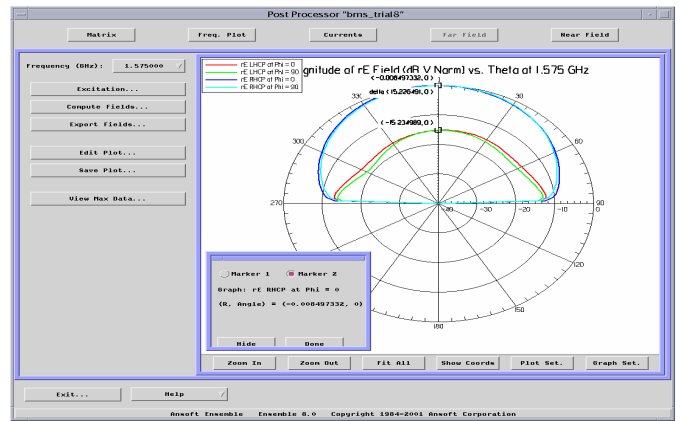 Post Processor "brms_trial8"
Matrix
Freq. Plot
Currents
Far Field
Near Field
Frequency (GHz): 1.575000
Excitation...
Compute Fields...
Export Fields...
Edit Plot...
Save Plot...
View Max Data...
rE LHCP at Phi = 0
rE LHCP at Phi = 90
rE RHCP at Phi = 0
rE RHCP at Phi = 90
gnitude of rE Field (dB V Norm) vs. Theta at 1.575 GHz
(-0.008497332, 0)
delta (15.226491, 0)
(-15.234989, 0)
330
300
60
270
-40 -30 -20 -10 0
90
120
150
180
Marker 1
Marker 2
Graph: rE RHCP at Phi = 0
(R, Angle) = (-0.008497332, 0)
Hide
Done
Zoom In
Zoom Out
Fit All
Show Coords
Plot Set.
Graph Set.
Exit...
Help
Ansoft Ensemble Ensemble 8.0 Copyright 1984-2001 Ansoft Corporation